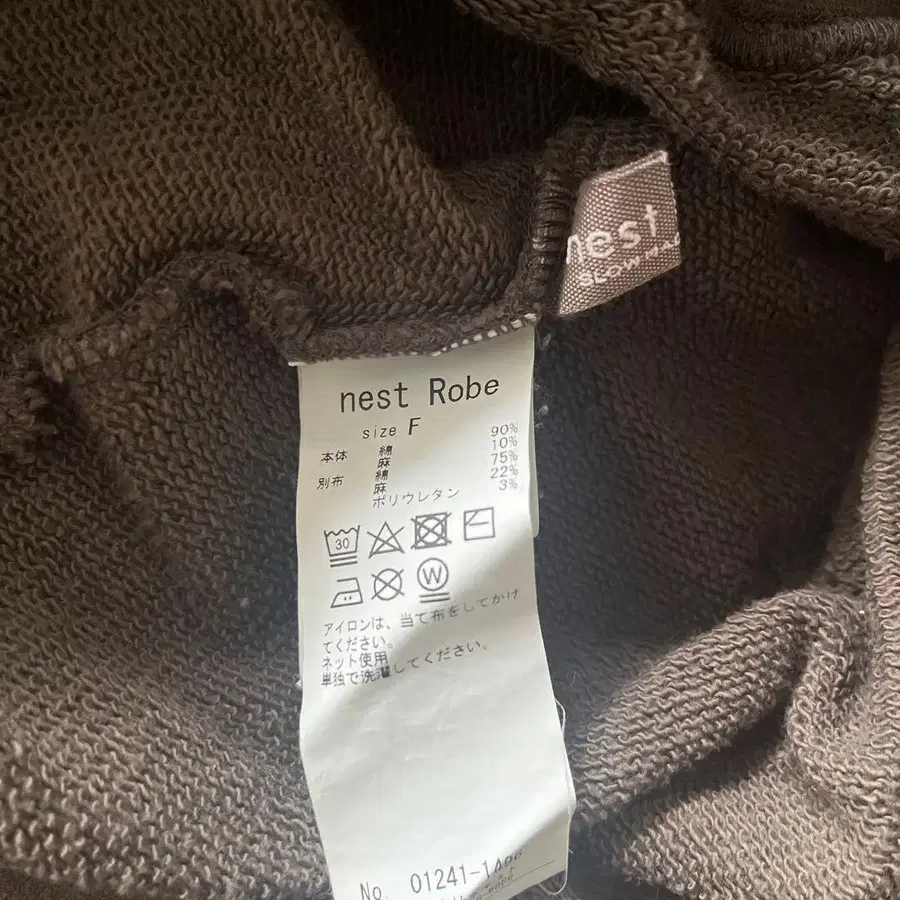 nest
SLOW
nest Robe
size F
本体 綿 90%
麻 10%
別布 綿 75%
麻 22%
ポリウレタン 3%
30
W
アイロンは、当て布をしてかけ
てください。
ネット使用
単独で洗濯してください。
No. 01241-1